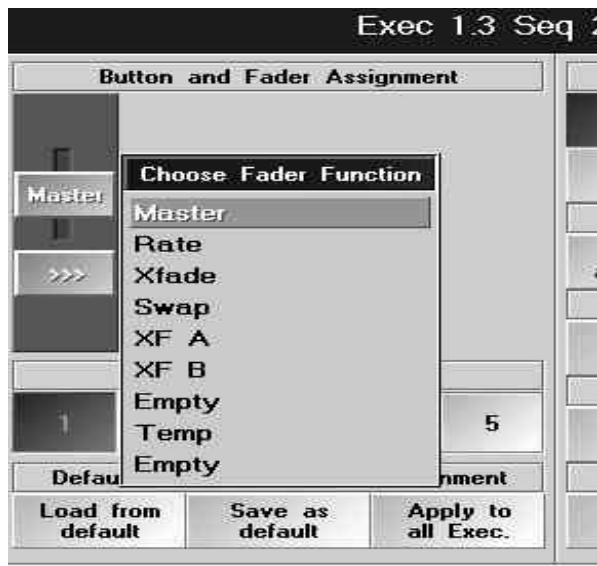 Exec 1.3 Seq
Button and Fader Assignment
Master
>>>
Choose Fader Function
Master
Rate
Xfade
Swap
XF A
XF B
Empty
Temp
Empty
1
5
Load from default
Save as default
Apply to all Exec.